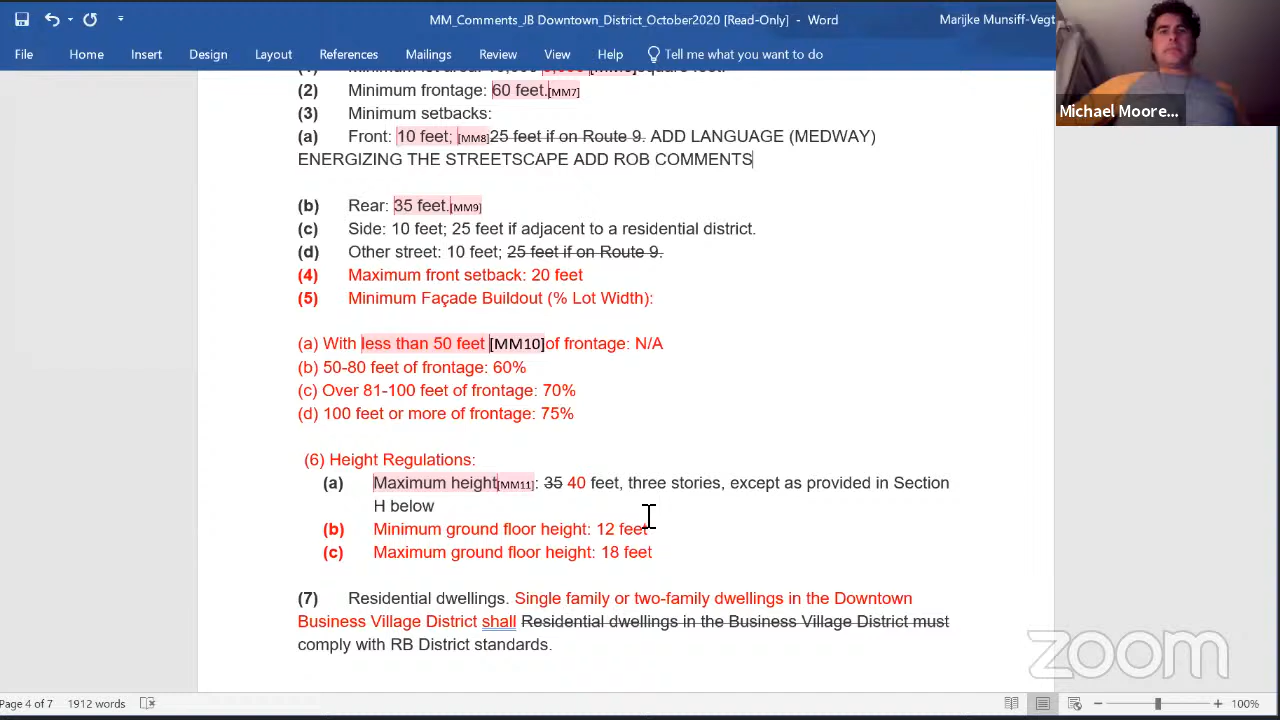 MM_Comments_JB Downtown_District_October2020 [Read-Only] - Word
Marijke Munsiff-Vegt
File Home Insert Design Layout References Mailings Review View Help Tell me what you want to do
Michael Moore...
(2) Minimum frontage: 60 feet.[MM7]
(3) Minimum setbacks:
(a) Front: 10 feet; [MM8]25 feet if on Route 9. ADD LANGUAGE (MEDWAY)
ENERGIZING THE STREETSCAPE ADD ROB COMMENTS
(b) Rear: 35 feet.[MM9]
(c) Side: 10 feet; 25 feet if adjacent to a residential district.
(d) Other street: 10 feet; 25 feet if on Route 9.
(4) Maximum front setback: 20 feet
(5) Minimum Façade Buildout (% Lot Width):
(a) With less than 50 feet [MM10]of frontage: N/A
(b) 50-80 feet of frontage: 60%
(c) Over 81-100 feet of frontage: 70%
(d) 100 feet or more of frontage: 75%
(6) Height Regulations:
(a) Maximum height[MM11]: 35 40 feet, three stories, except as provided in Section
H below
(b) Minimum ground floor height: 12 feet
(c) Maximum ground floor height: 18 feet
(7) Residential dwellings. Single family or two-family dwellings in the Downtown
Business Village District shall Residential dwellings in the Business Village District must
comply with RB District standards.
zoom
Page 4 of 7 1912 words
100%